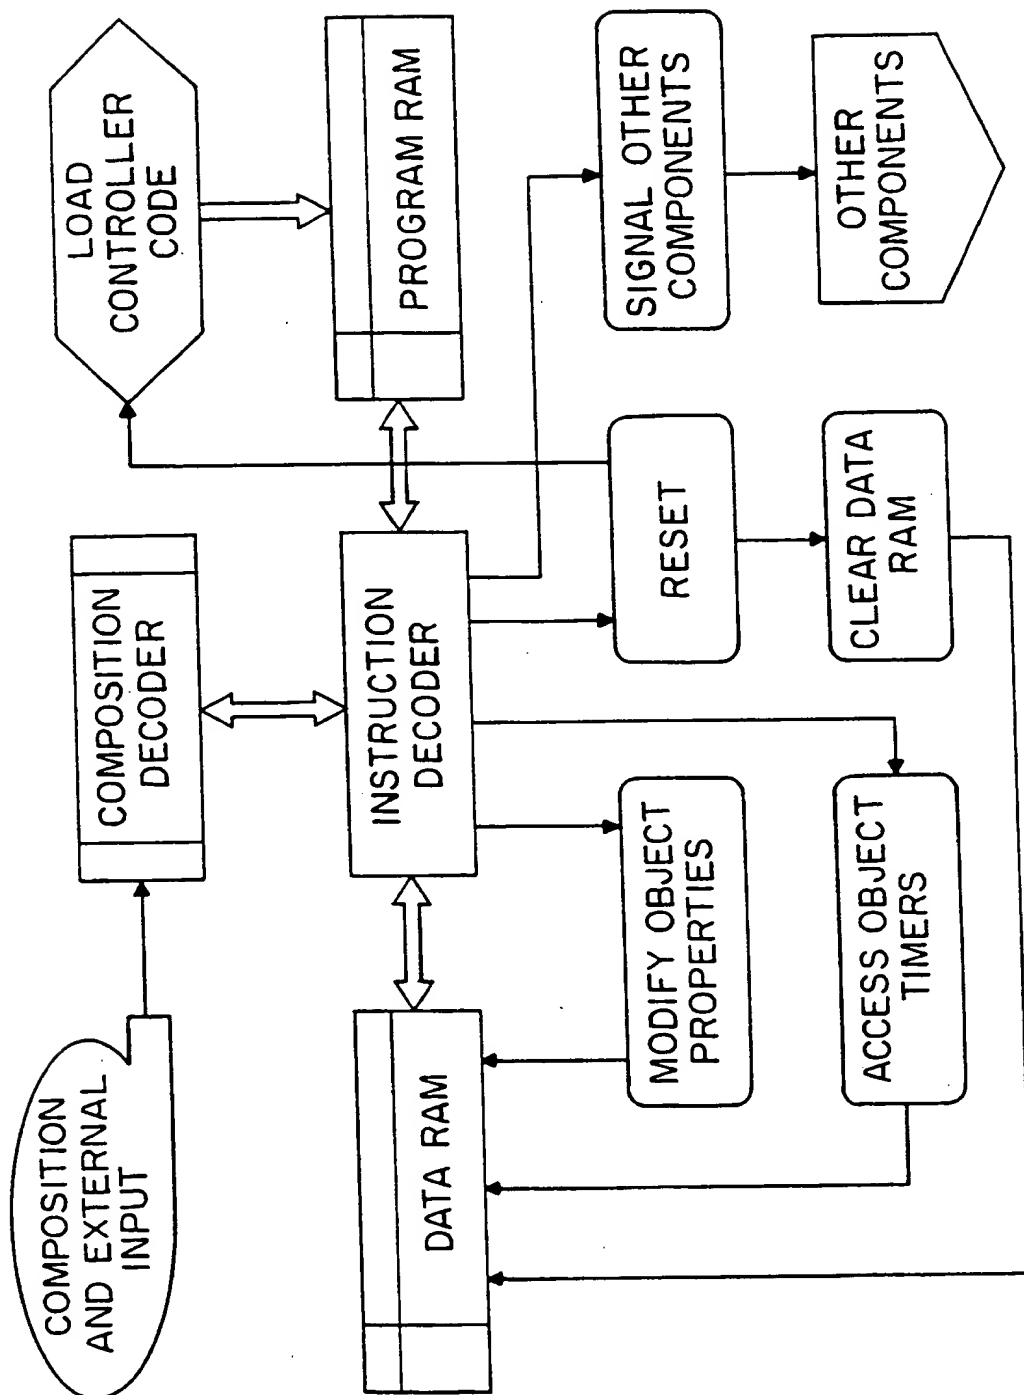 COMPOSITION
AND EXTERNAL
INPUT
COMPOSITION
DECODER
LOAD
CONTROLLER
CODE
DATA RAM
INSTRUCTION
DECODER
PROGRAM RAM
MODIFY OBJECT
PROPERTIES
RESET
SIGNAL OTHER
COMPONENTS
ACCESS OBJECT
TIMERS
CLEAR DATA
RAM
OTHER
COMPONENTS